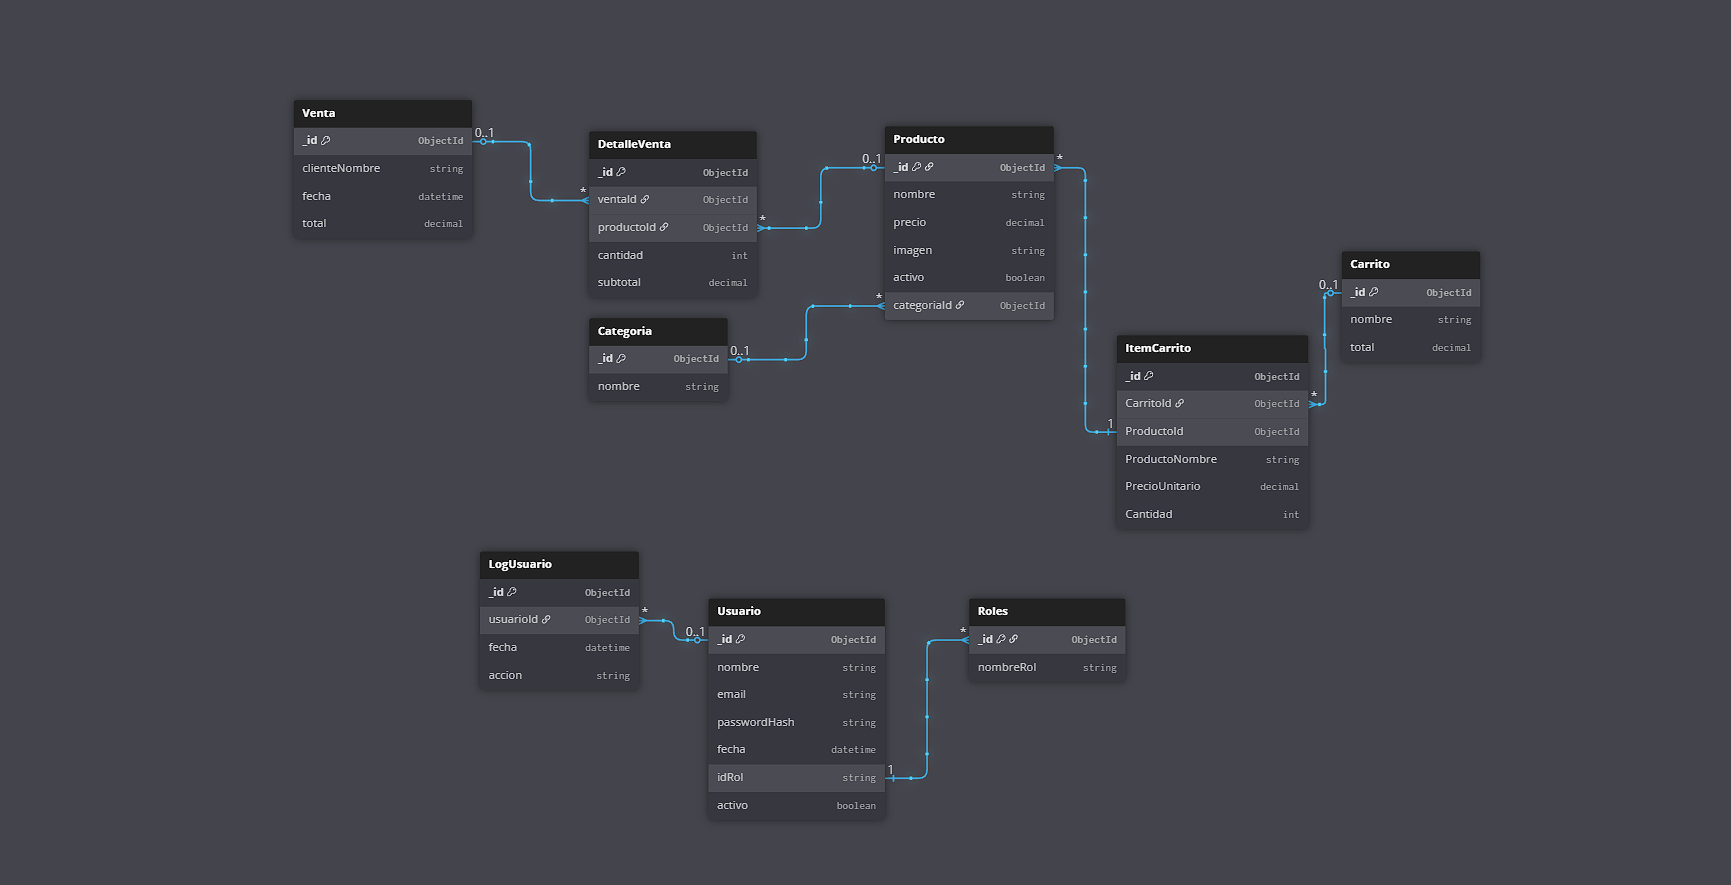 Venta
_id ObjectId
clienteNombre string
fecha datetime
total decimal
0..1
*
DetalleVenta
_id ObjectId
ventaId ObjectId
productoId ObjectId
cantidad int
subtotal decimal
*
0..1
Producto
_id ObjectId
nombre string
precio decimal
imagen string
activo boolean
categoriaId ObjectId
*
*
Categoria
_id ObjectId
nombre string
0..1
Carrito
_id ObjectId
nombre string
total decimal
0..1
ItemCarrito
_id ObjectId
CarritoId ObjectId
ProductoId ObjectId
ProductoNombre string
PrecioUnitario decimal
Cantidad int
*
1
LogUsuario
_id ObjectId
usuarioId ObjectId
fecha datetime
accion string
*
0..1
Usuario
_id ObjectId
nombre string
email string
passwordHash string
fecha datetime
idRol string
activo boolean
1
*
Roles
_id ObjectId
nombreRol string